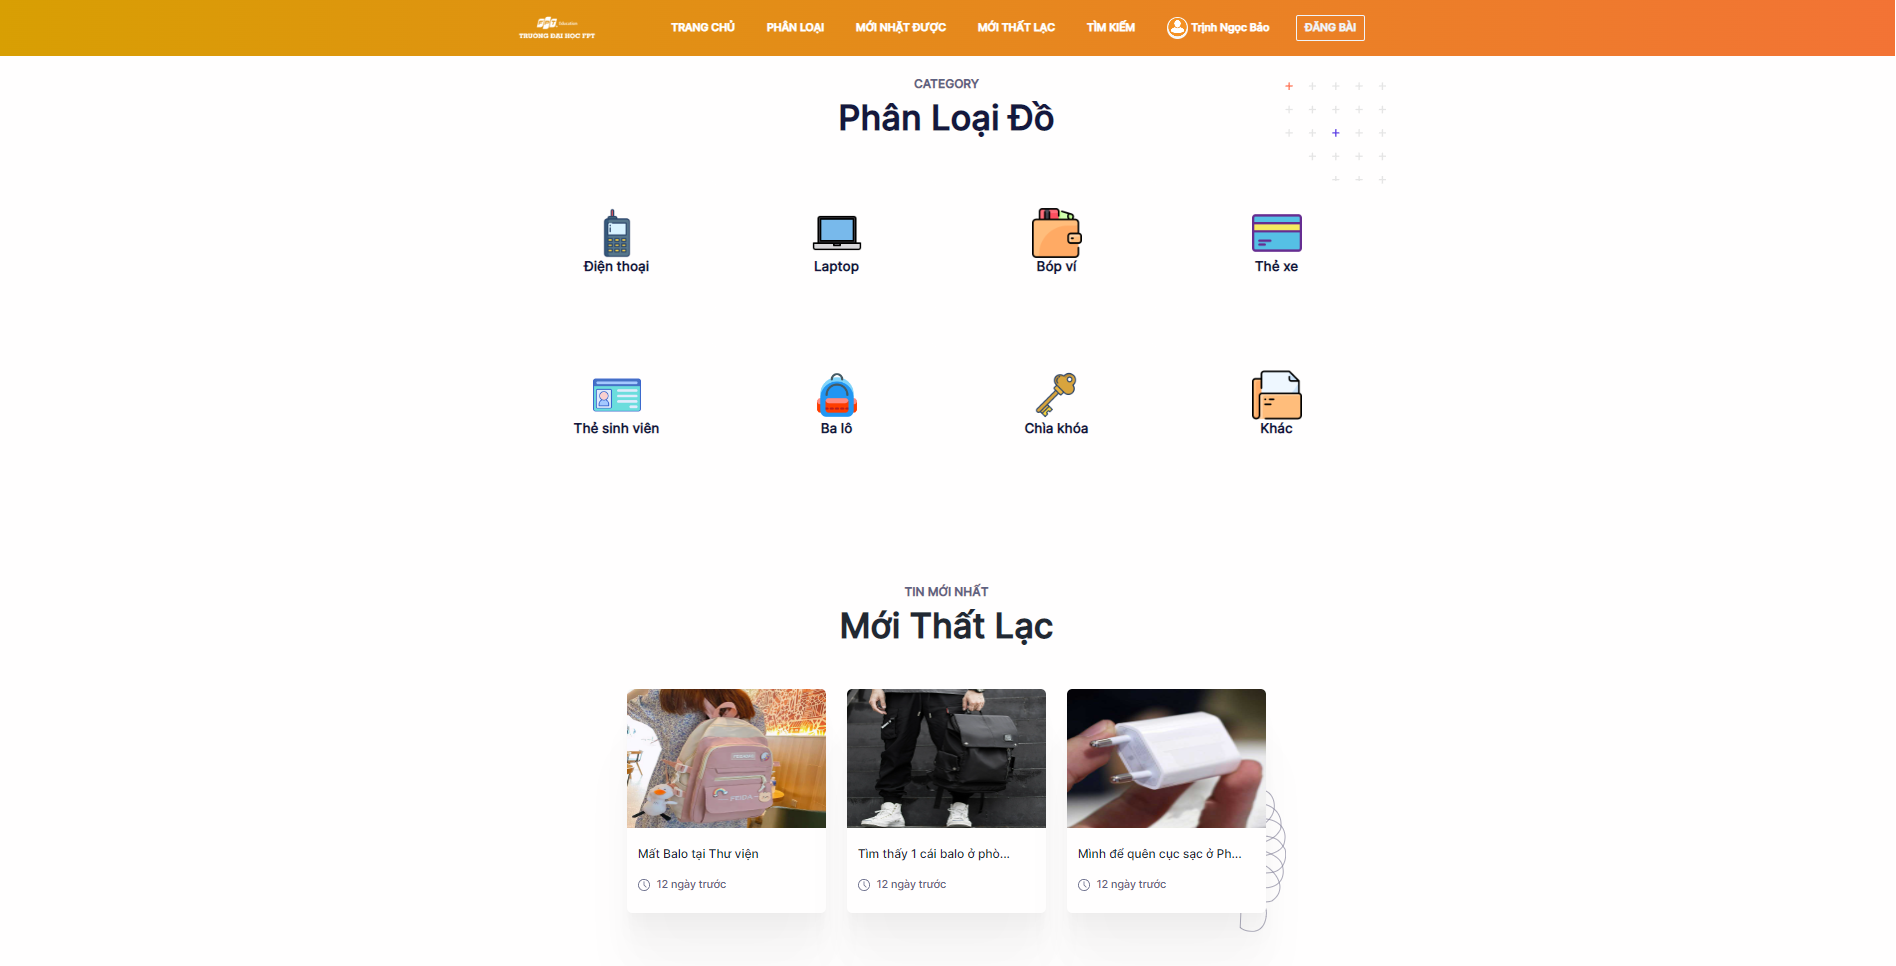 FPT Education
TRƯỜNG ĐẠI HỌC FPT
TRANG CHỦ
PHÂN LOẠI
MỚI NHẶT ĐƯỢC
MỚI THẤT LẠC
TÌM KIẾM
Trịnh Ngọc Bảo
ĐĂNG BÀI
CATEGORY
Phân Loại Đồ
Điện thoại
Laptop
Bóp ví
Thẻ xe
Thẻ sinh viên
Ba lô
Chìa khóa
Khác
TIN MỚI NHẤT
Mới Thất Lạc
Mất Balo tại Thư viện
12 ngày trước
Tìm thấy 1 cái balo ở phò...
12 ngày trước
Mình để quên cục sạc ở Ph...
12 ngày trước